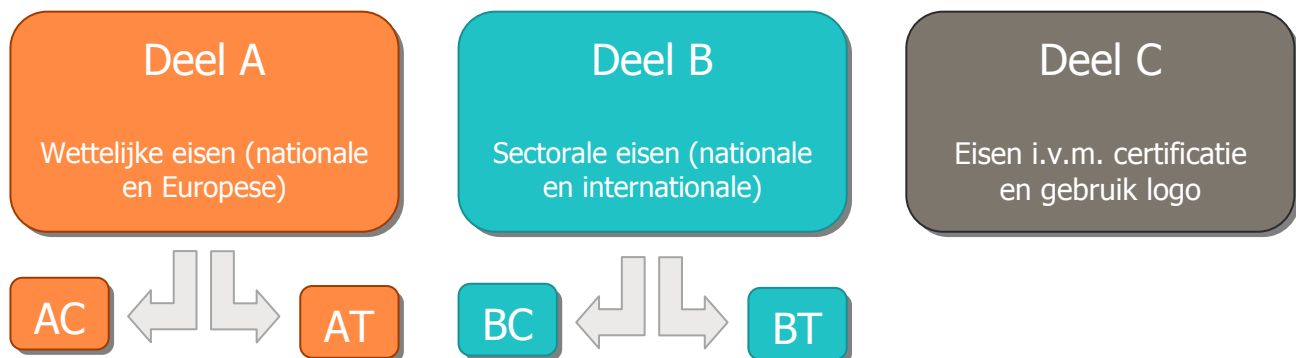 Deel A
Wettelijke eisen (nationale
en Europese)
Deel B
Sectorale eisen (nationale
en internationale)
Deel C
Eisen i.v.m. certificatie
en gebruik logo
AC
AT
BC
BT